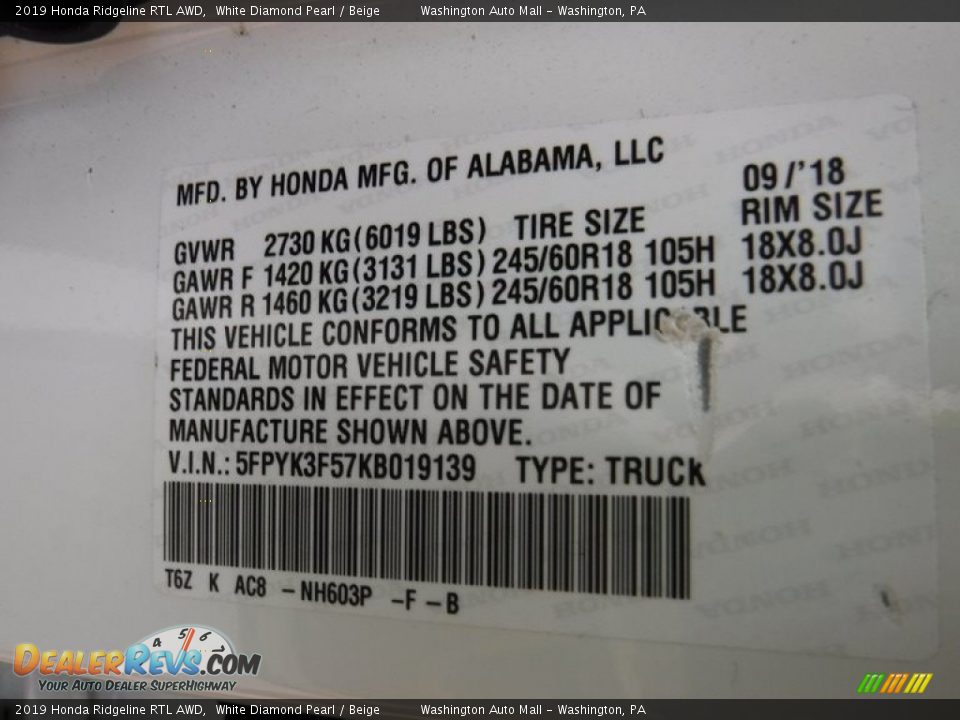 2019 Honda Ridgeline RTL AWD, White Diamond Pearl / Beige Washington Auto Mall - Washington, PA
MFD. BY HONDA MFG. OF ALABAMA, LLC 09/'18
GVWR 2730 KG(6019 LBS) TIRE SIZE RIM SIZE
GAWR F 1420 KG(3131 LBS) 245/60R18 105H 18X8.0J
GAWR R 1460 KG(3219 LBS) 245/60R18 105H 18X8.0J
THIS VEHICLE CONFORMS TO ALL APPLICABLE
FEDERAL MOTOR VEHICLE SAFETY
STANDARDS IN EFFECT ON THE DATE OF
MANUFACTURE SHOWN ABOVE.
V.I.N.: 5FPYK3F57KB019139 TYPE: TRUCK
T6Z K AC8 -NH603P -F-B
4 5 6
DEALERREVS.COM
YOUR AUTO DEALER SUPERHIGHWAY
2019 Honda Ridgeline RTL AWD, White Diamond Pearl / Beige Washington Auto Mall - Washington, PA